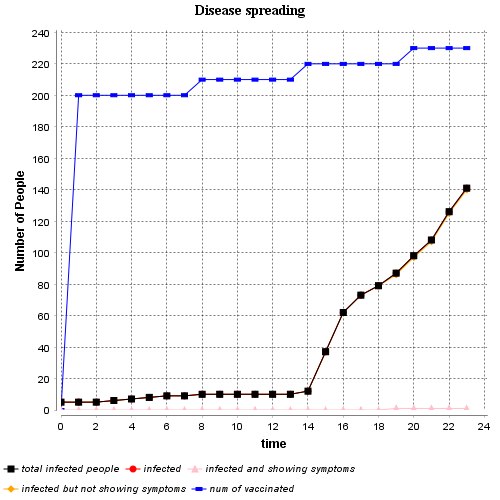 Disease spreading
Number of People
240
220
200
180
160
140
120
100
80
60
40
20
0
0 2 4 6 8 10 12 14 16 18 20 22 24
time
total infected people infected infected and showing symptoms
infected but not showing symptoms num of vaccinated